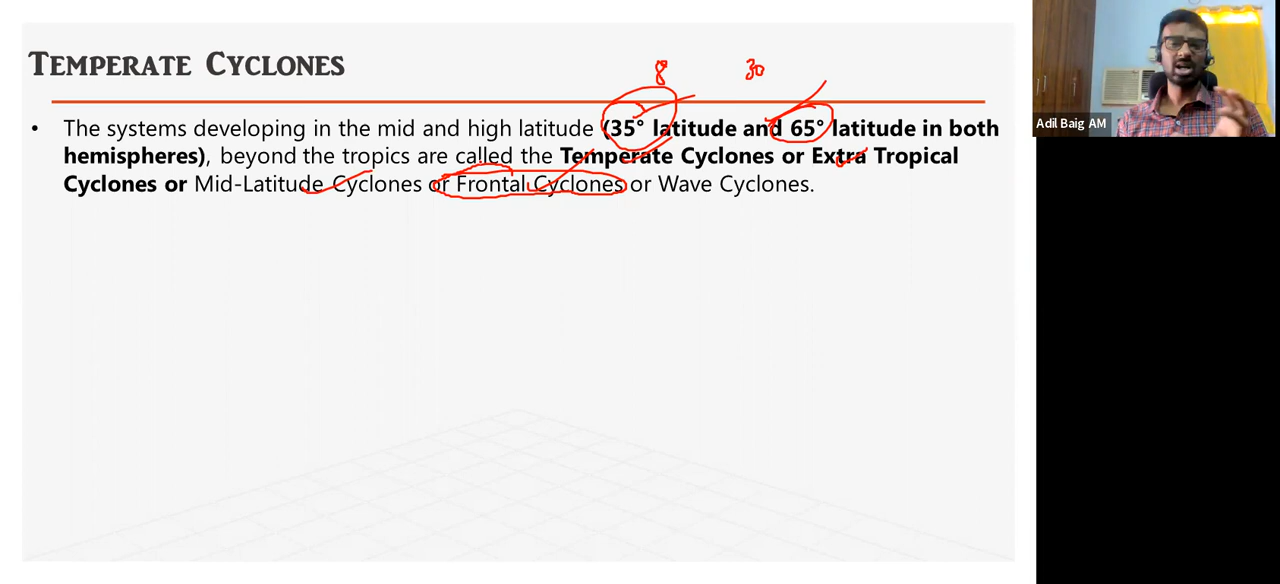 TEMPERATE CYCLONES
8 30
• The systems developing in the mid and high latitude (35° latitude and 65° latitude in both
hemispheres), beyond the tropics are called the Temperate Cyclones or Extra Tropical
Cyclones or Mid-Latitude Cyclones or Frontal Cyclones or Wave Cyclones.
Adil Baig AM